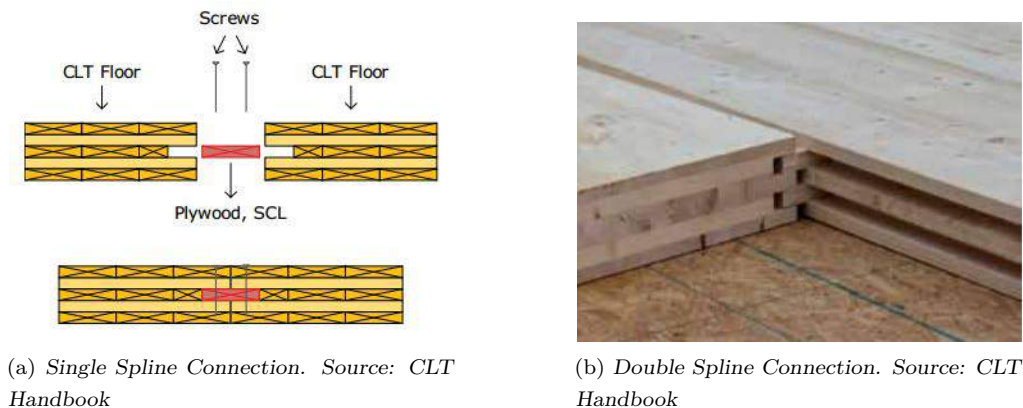 Screws
CLT Floor
CLT Floor
Plywood, SCL
(a) Single Spline Connection. Source: CLT
Handbook
(b) Double Spline Connection. Source: CLT
Handbook